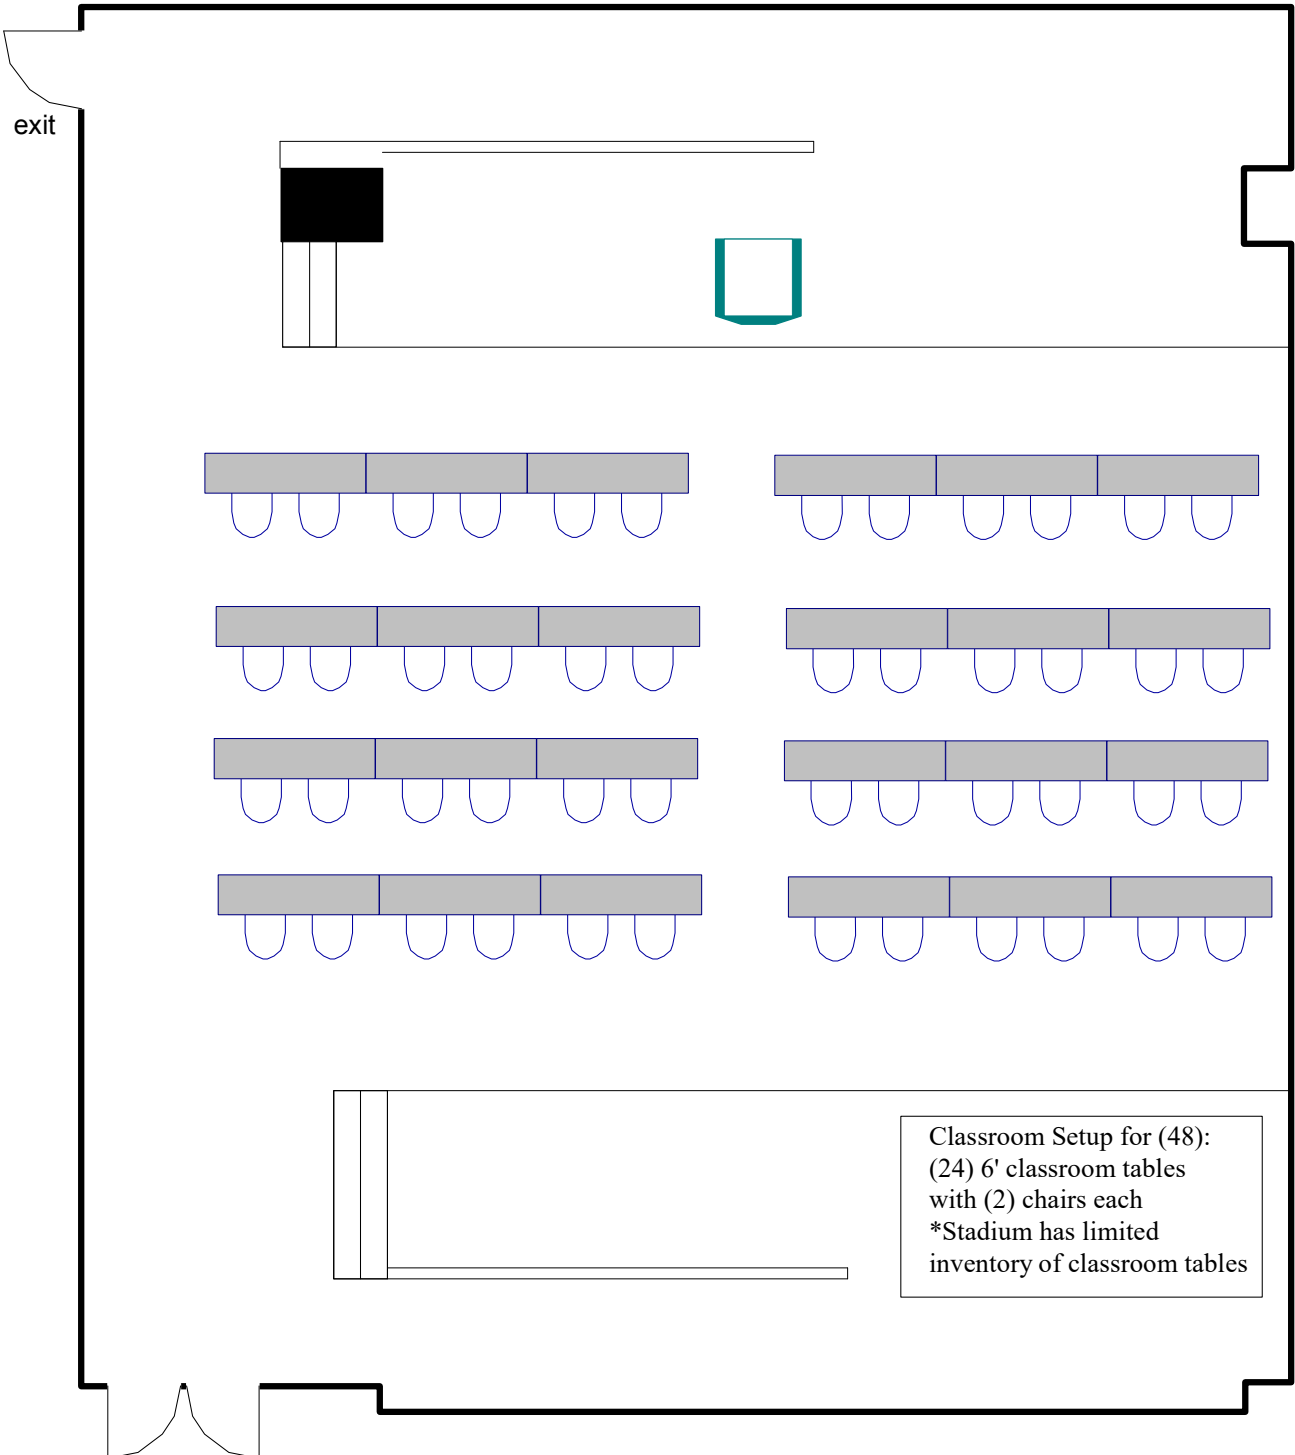 exit
Classroom Setup for (48):
(24) 6' classroom tables
with (2) chairs each
*Stadium has limited
inventory of classroom tables